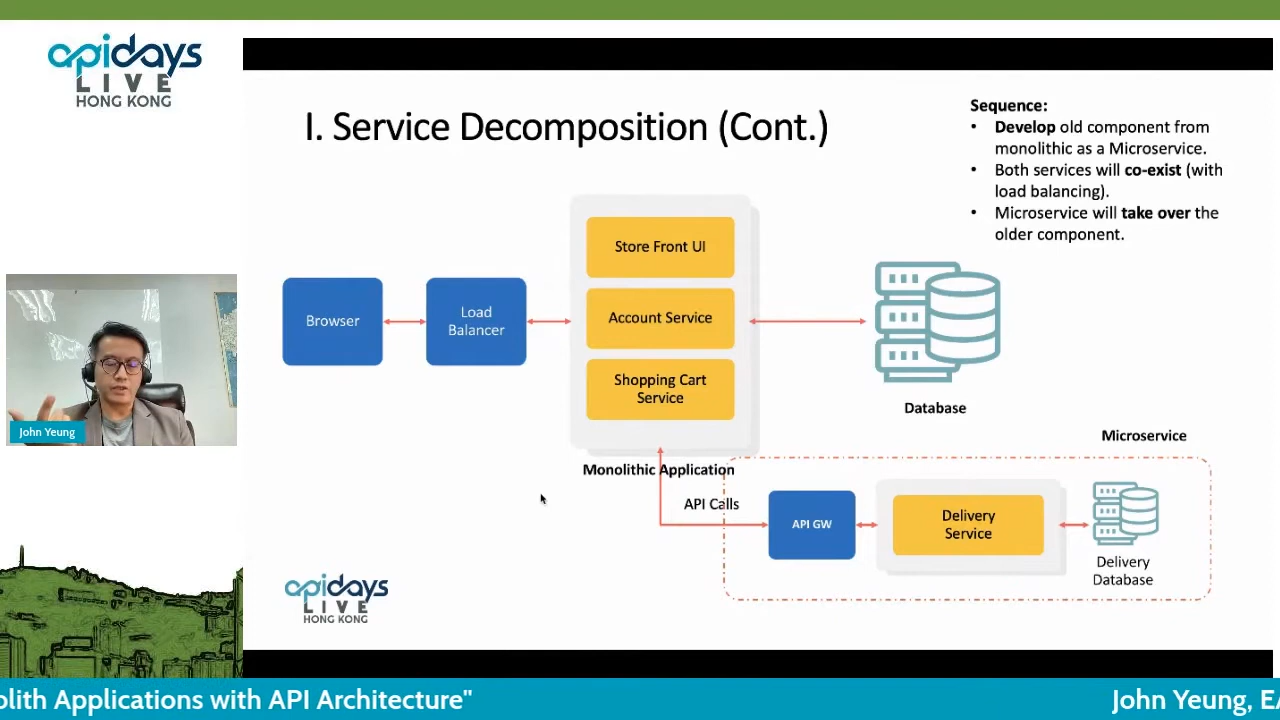 apidays
LIVE
HONG KONG
I. Service Decomposition (Cont.)
Sequence:
• Develop old component from
monolithic as a Microservice.
• Both services will co-exist (with
load balancing).
• Microservice will take over the
older component.
Browser
Load
Balancer
Store Front UI
Account Service
Shopping Cart
Service
Database
Monolithic Application
Microservice
API Calls
API GW
Delivery
Service
Delivery
Database
John Yeung
apidays
LIVE
HONG KONG
olith Applications with API Architecture"
John Yeung, EA